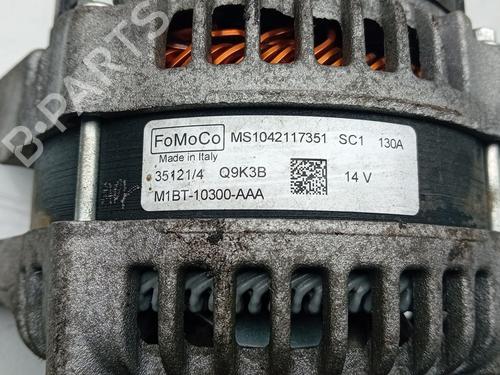 B-PARTS
FoMoCo MS1042117351 SC1 130A
Made in Italy
35121/4 Q9K3B 14 V
M1BT-10300-AAA